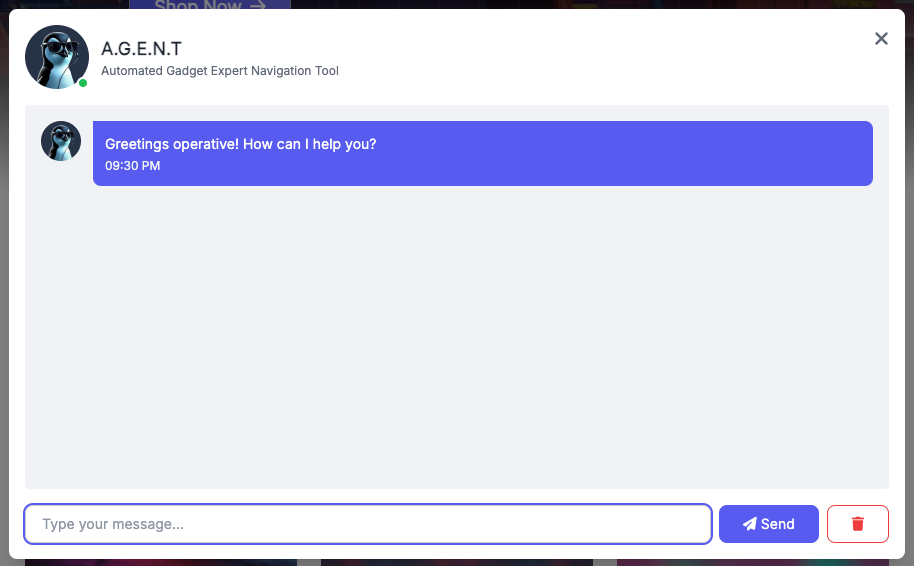 Shop Now →
A.G.E.N.T
Automated Gadget Expert Navigation Tool
Greetings operative! How can I help you?
09:30 PM
Type your message...
Send